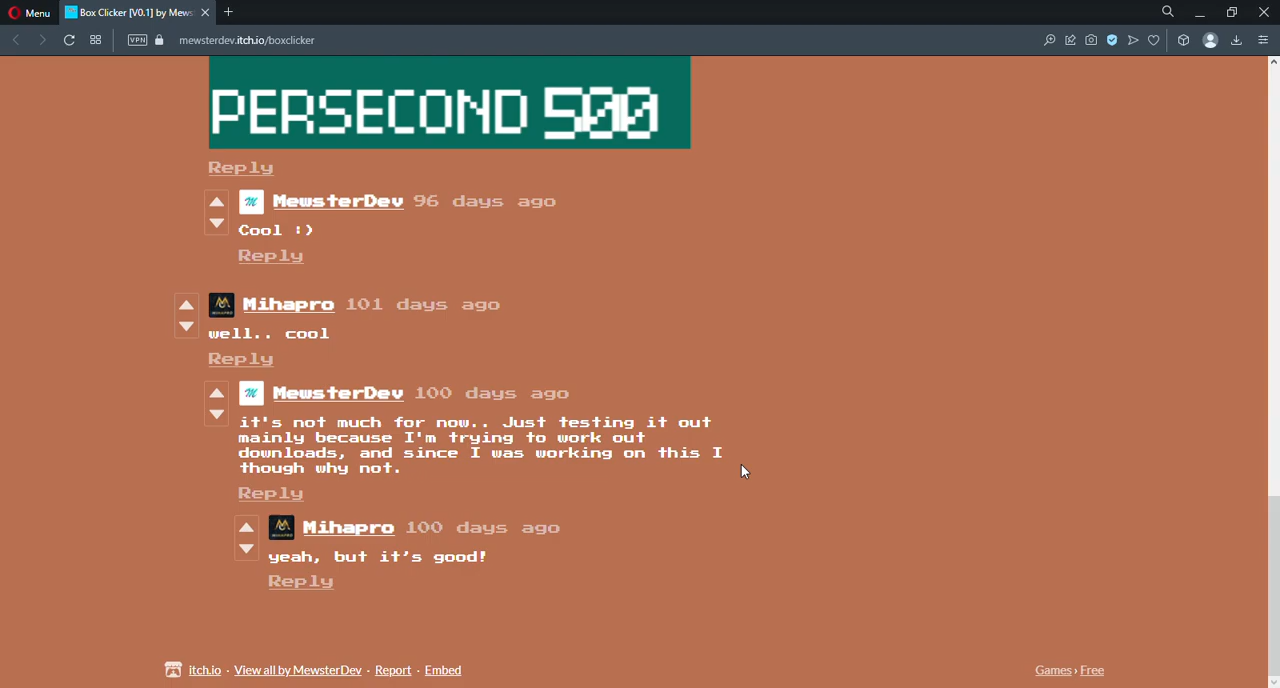 Menu
Box Clicker [V0.1] by Mews
VPN
mewsterdev.itch.io/boxclicker
PERSECOND 500
Reply
MewsterDev 96 days ago
Cool :)
Reply
Mihapro 101 days ago
well.. cool
Reply
MewsterDev 100 days ago
it's not much for now.. Just testing it out
mainly because I'm trying to work out
downloads, and since I was working on this I
though why not.
Reply
Mihapro 100 days ago
yeah, but it's good!
Reply
itch.io · View all by MewsterDev · Report · Embed
Games › Free